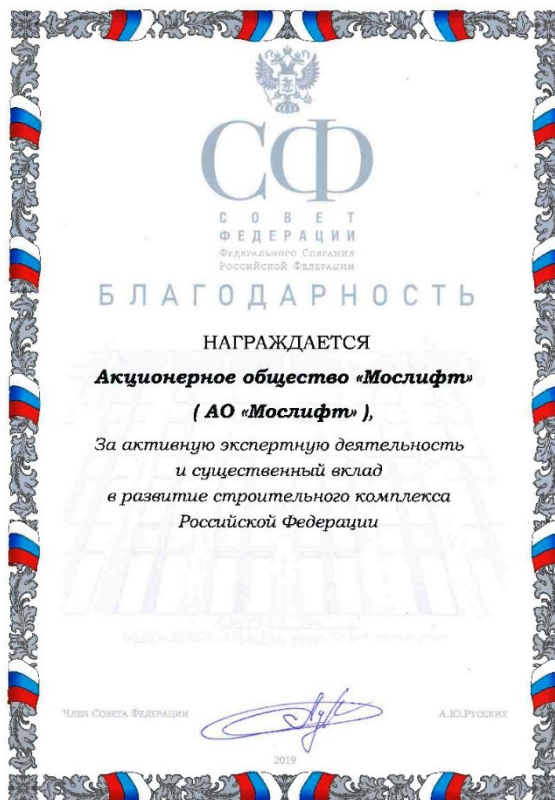 СФ
СОВЕТ
ФЕДЕРАЦИИ
ФЕДЕРАЛЬНОГО СОБРАНИЯ
РОССИЙСКОЙ ФЕДЕРАЦИИ
БЛАГОДАРНОСТЬ
НАГРАЖДАЕТСЯ
Акционерное общество «Мослифт»
( АО «Мослифт» ),
За активную экспертную деятельность
и существенный вклад
в развитие строительного комплекса
Российской Федерации
ЧЛЕН СОВЕТА ФЕДЕРАЦИИ
А.Ю.РУССКИХ
2019